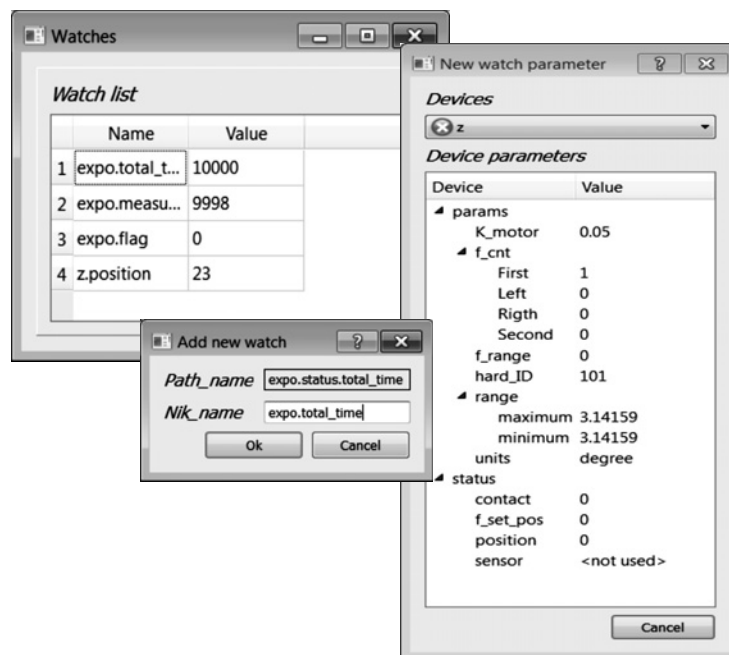 Watches
Watch list
Name Value
1 expo.total_t... 10000
2 expo.measu... 9998
3 expo.flag 0
4 z.position 23
Add new watch
Path_name expo.status.total_time
Nik_name expo.total_time
Ok Cancel
New watch parameter
Devices
z
Device parameters
Device Value
params
K_motor 0.05
f_cnt
First 1
Left 0
Rigth 0
Second 0
f_range 0
hard_ID 101
range
maximum 3.14159
minimum 3.14159
units degree
status
contact 0
f_set_pos 0
position 0
sensor <not used>
Cancel